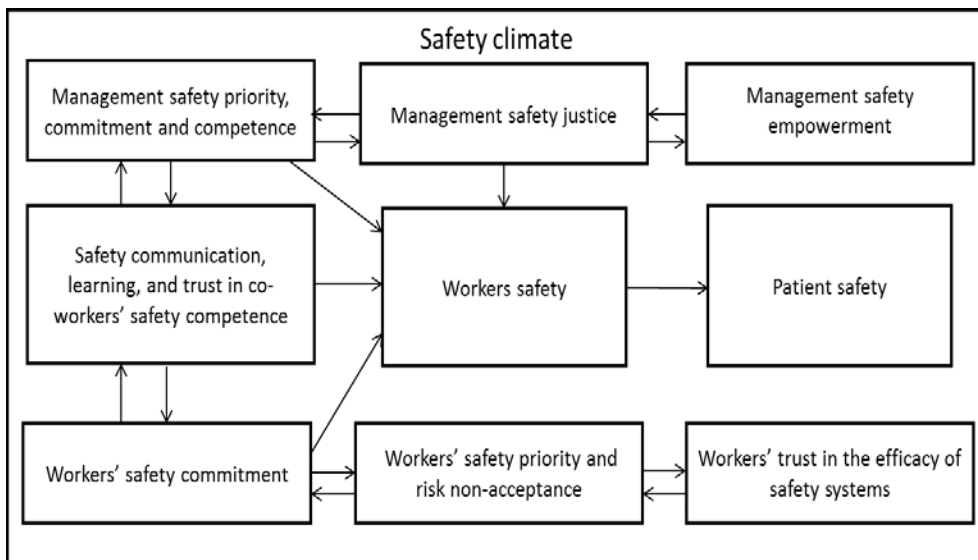 Safety climate
Management safety priority,
commitment and competence
Management safety justice
Management safety
empowerment
Safety communication,
learning, and trust in co-
workers’ safety competence
Workers safety
Patient safety
Workers’ safety commitment
Workers’ safety priority and
risk non-acceptance
Workers’ trust in the efficacy of
safety systems